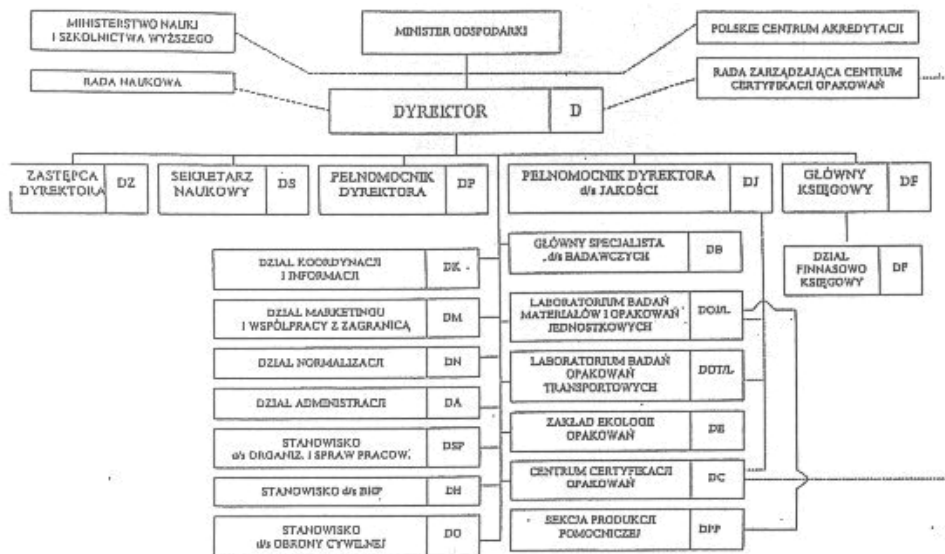 MINISTERSTWO NAUKI
I SZKOLNICTWA WYŻSZEGO
MINISTER GOSPODARKI
POLSKIE CENTRUM AKREDYTACJI
RADA NAUKOWA
RADA ZARZĄDZAJĄCA CENTRUM
CERTYFIKACJI OPAKOWAŃ
DYREKTOR D
ZASTĘPCA
DYREKTORA DZ
SEKRETARZ
NAUKOWY DS
PEŁNOMOCNIK
DYREKTORA DP
PEŁNOMOCNIK DYREKTORA
d/s JAKOŚCI DJ
GŁÓWNY
KSIĘGOWY DF
DZIAŁ KOORDYNACJI
I INFORMACJI DK
GŁÓWNY SPECJALISTA
d/s BADAWCZYCH DB
DZIAŁ
FINNASOWO
KSIĘGOWY DF
DZIAŁ MARKETINGU
I WSPÓŁPRACY Z ZAGRANICĄ DM
LABORATORIUM BADAŃ
MATERIAŁÓW I OPAKOWAŃ
JEDNOSTKOWYCH DOJ/L
DZIAŁ NORMALIZACJI DN
LABORATORIUM BADAŃ
OPAKOWAŃ
TRANSPORTOWYCH DOT/L
DZIAŁ ADMINISTRACJI DA
ZAKŁAD EKOLOGII
OPAKOWAŃ DE
STANOWISKO
d/s ORGANIZ. I SPRAW PRACOW. DSP
CENTRUM CERTYFIKACJI
OPAKOWAŃ DC
STANOWISKO d/s BHP DH
SEKCJA PRODUKCJI
POMOCNICZEJ DPP
STANOWISKO
d/s OBRONY CYWILNEJ DO